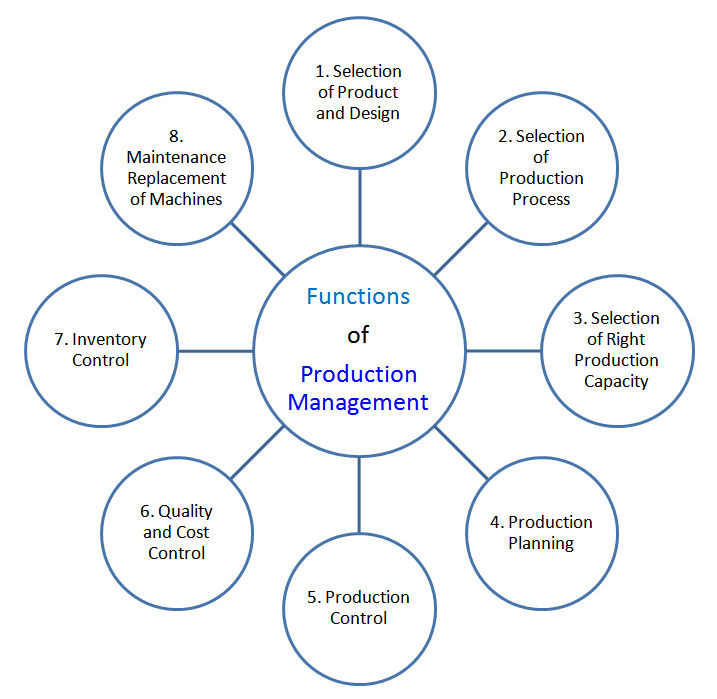 1. Selection
of Product
and Design
2. Selection
of
Production
Process
3. Selection
of Right
Production
Capacity
4. Production
Planning
5. Production
Control
6. Quality
and Cost
Control
7. Inventory
Control
8.
Maintenance
Replacement
of Machines
Functions
of
Production
Management